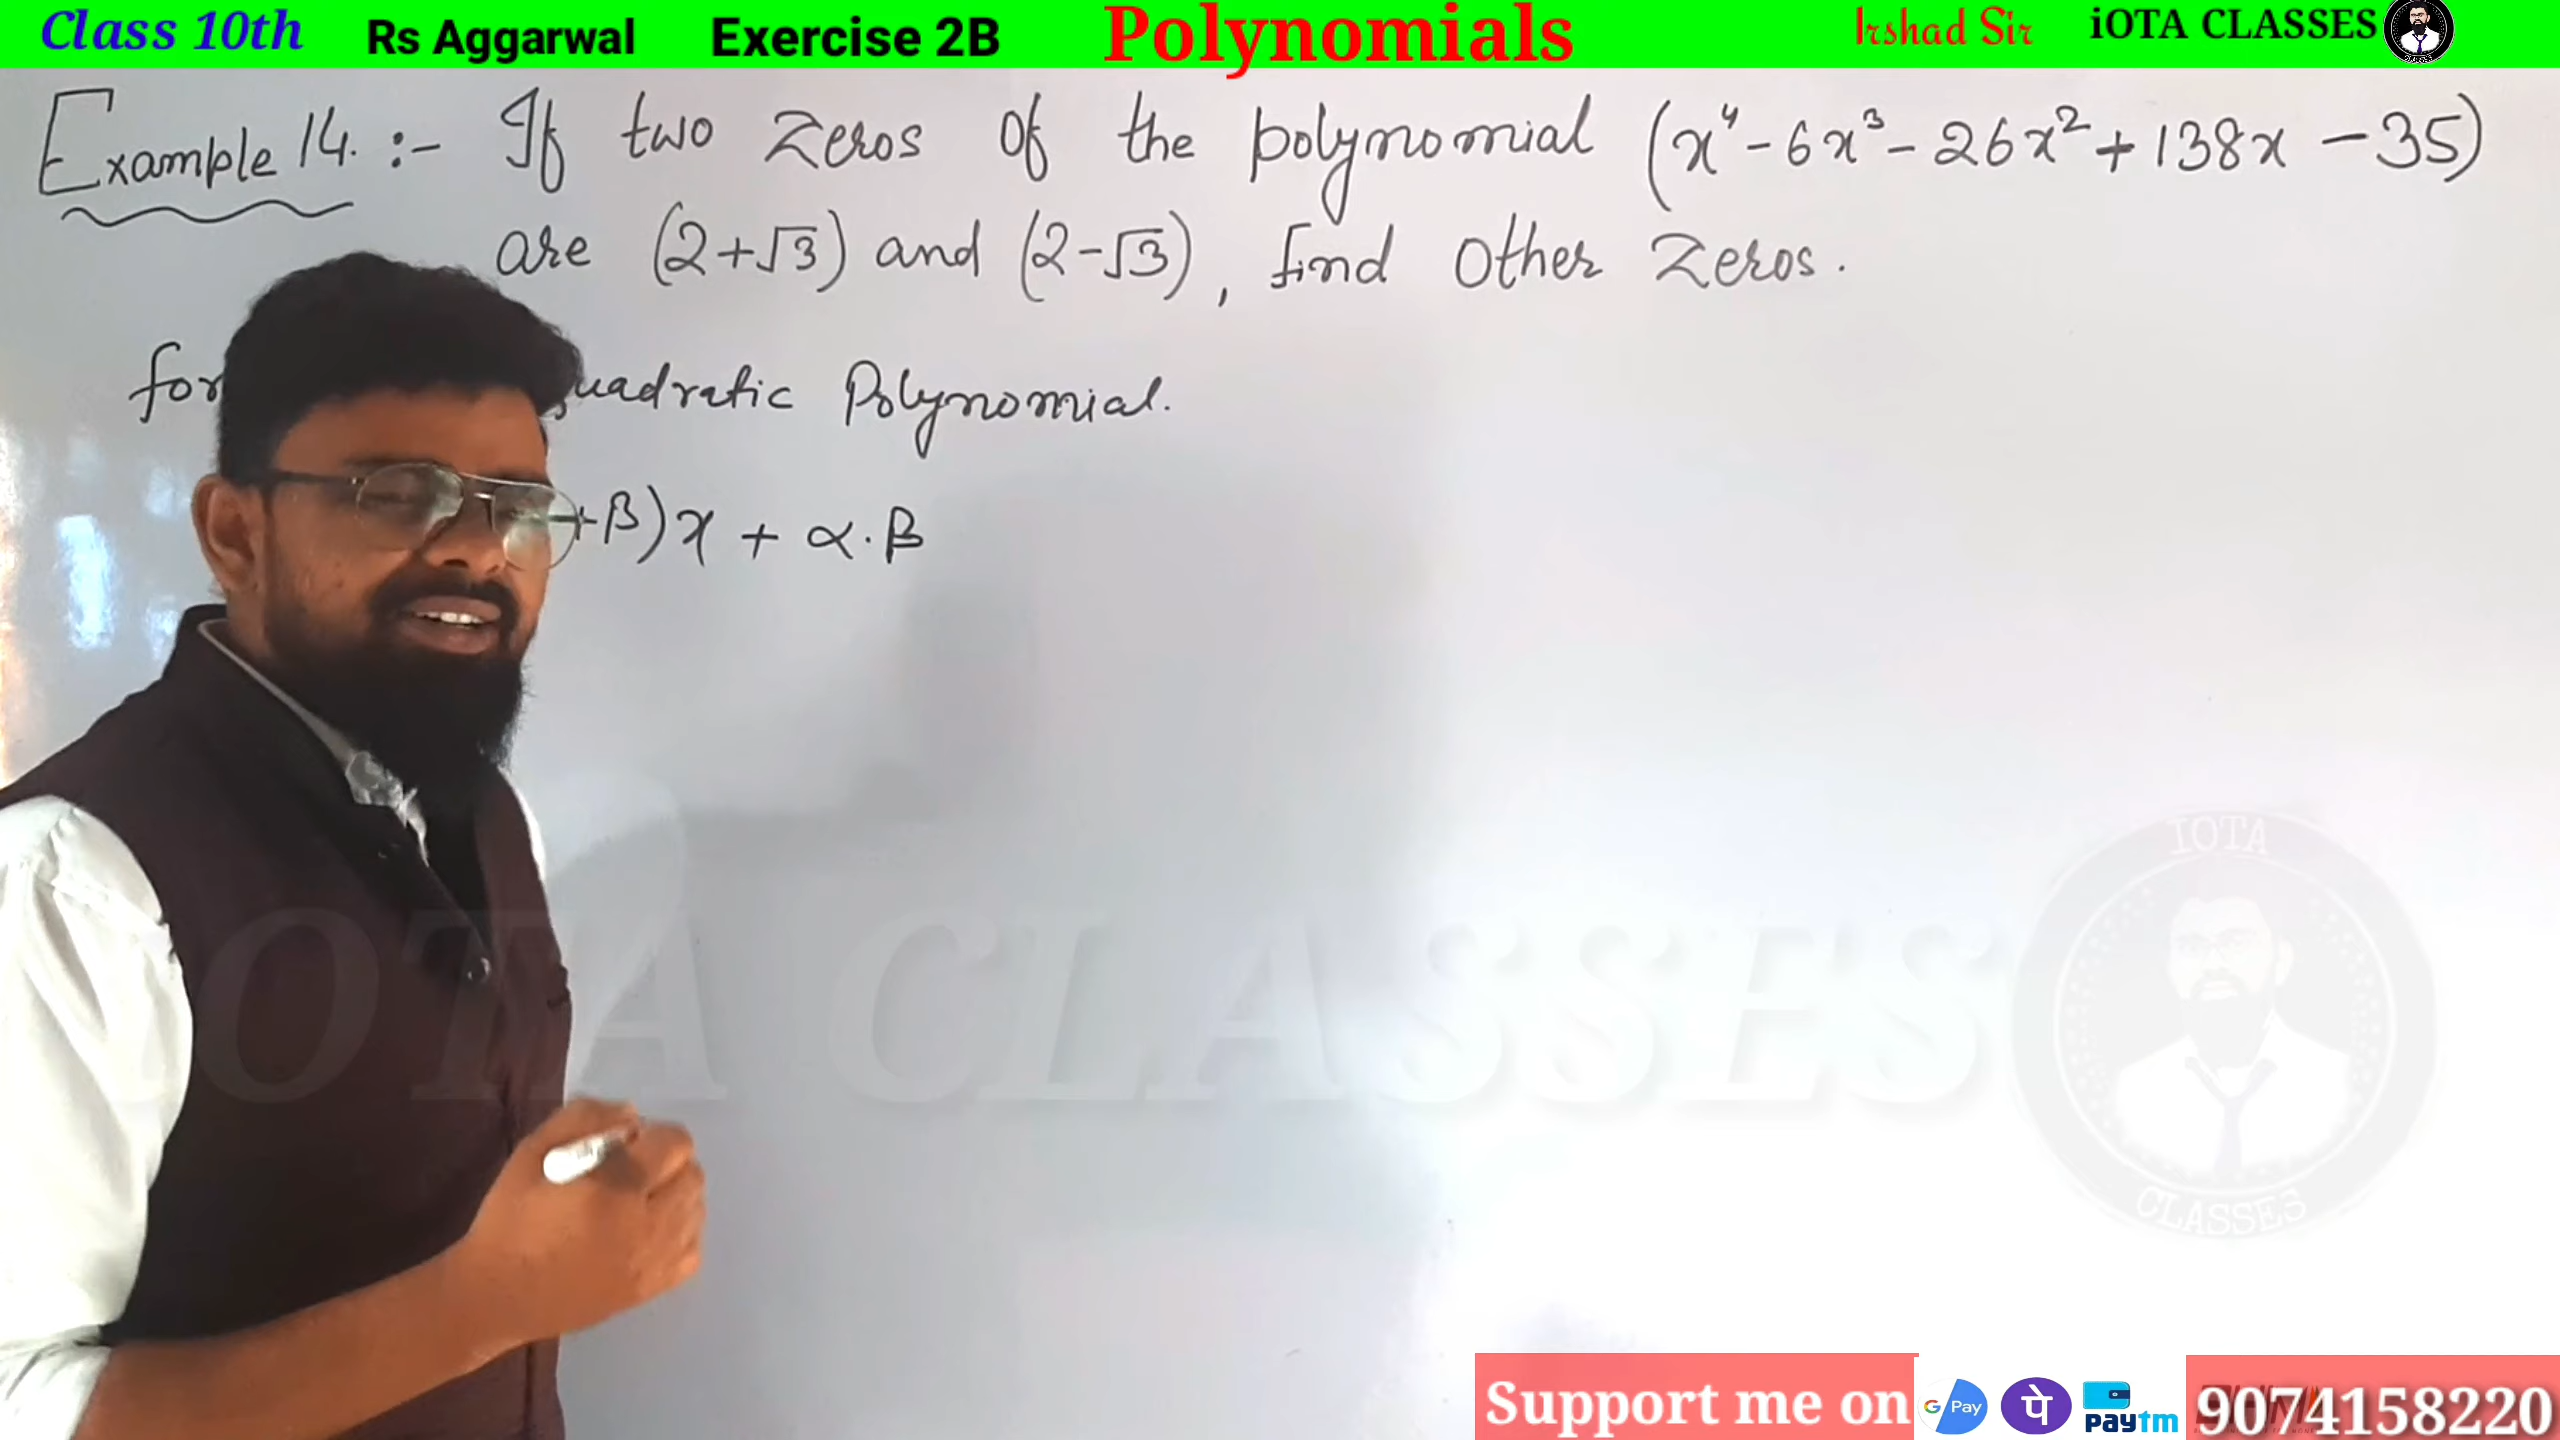 Class 10th Rs Aggarwal Exercise 2B Polynomials Irshad Sir iOTA CLASSES
Example 14. :- If two zeros of the polynomial (x⁴ - 6x³ - 26x² + 138x - 35)
are (2+√3) and (2-√3), find other zeros.
Polynomial.
+ β)x + α.β
IOTA
IOTA CLASSES
CLASSES
Support me on G Pay पे paytm 9074158220